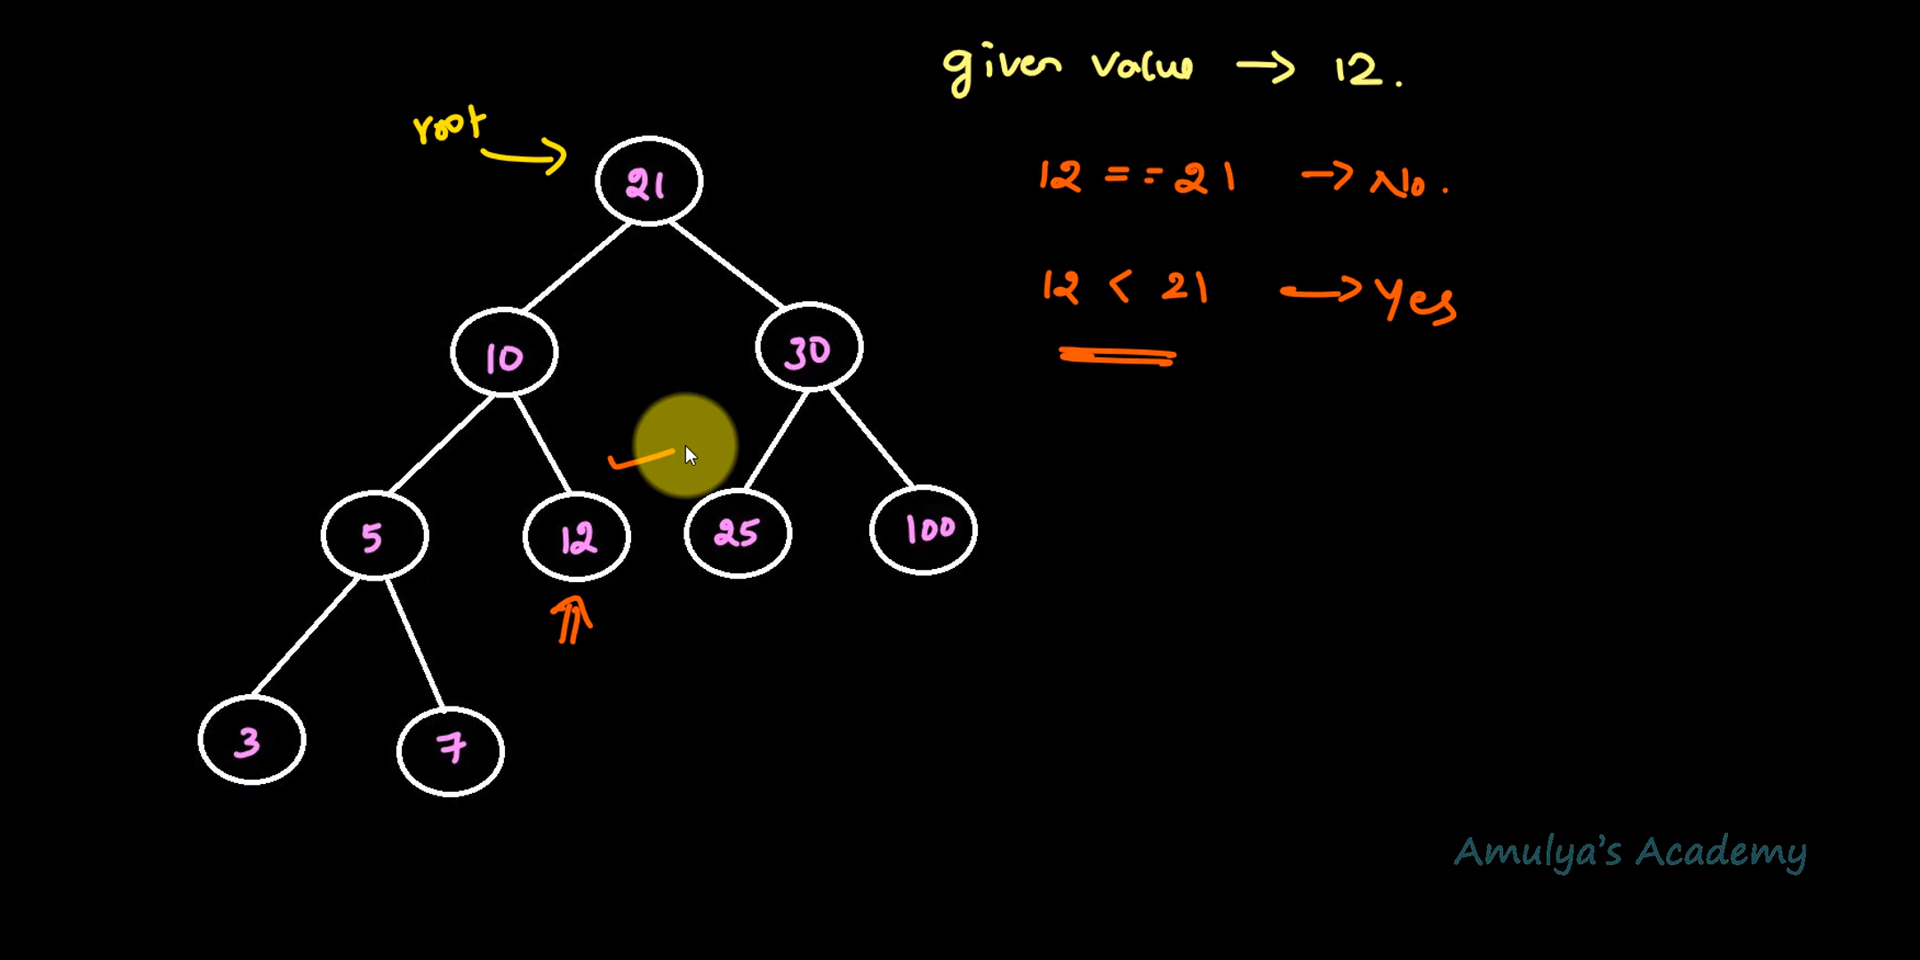 given value → 12.
root
12 == 21 → No.
21
12 < 21 → Yes
10
30
5
12
25
100
3
7
Amulya's Academy